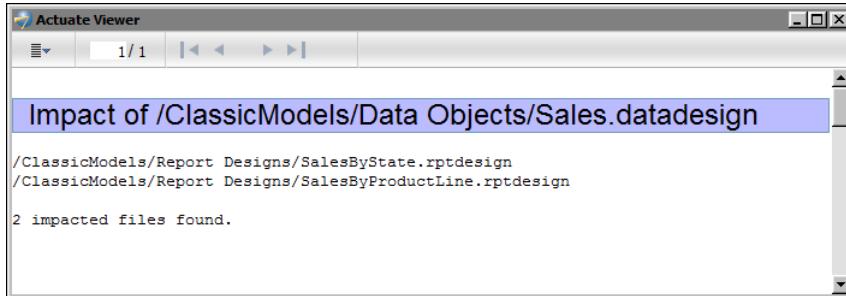 Actuate Viewer
1/ 1
Impact of /ClassicModels/Data Objects/Sales.datadesign
/ClassicModels/Report Designs/SalesByState.rptdesign
/ClassicModels/Report Designs/SalesByProductLine.rptdesign
2 impacted files found.